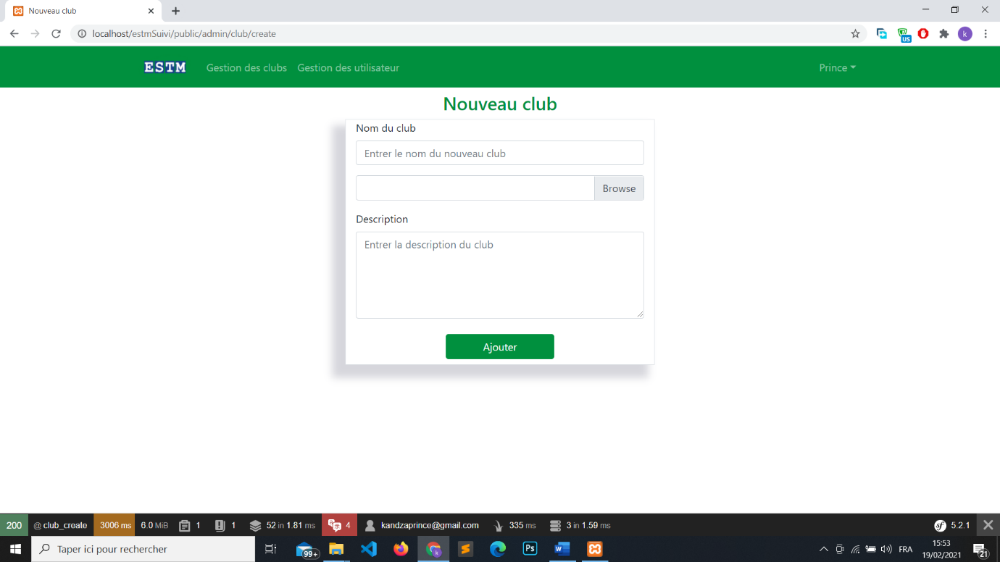 Nouveau club
localhost/estmSuivi/public/admin/club/create
US
k
ESTM Gestion des clubs Gestion des utilisateur Prince
Nouveau club
Nom du club
Entrer le nom du nouveau club
Browse
Description
Entrer la description du club
Ajouter
200 @ club_create 3006 ms 6.0 MiB 1 1 52 in 1.81 ms 4 kandzaprince@gmail.com 335 ms 3 in 1.59 ms sf 5.2.1
Taper ici pour rechercher 99+ k Ps FRA 15:53
19/02/2021 21